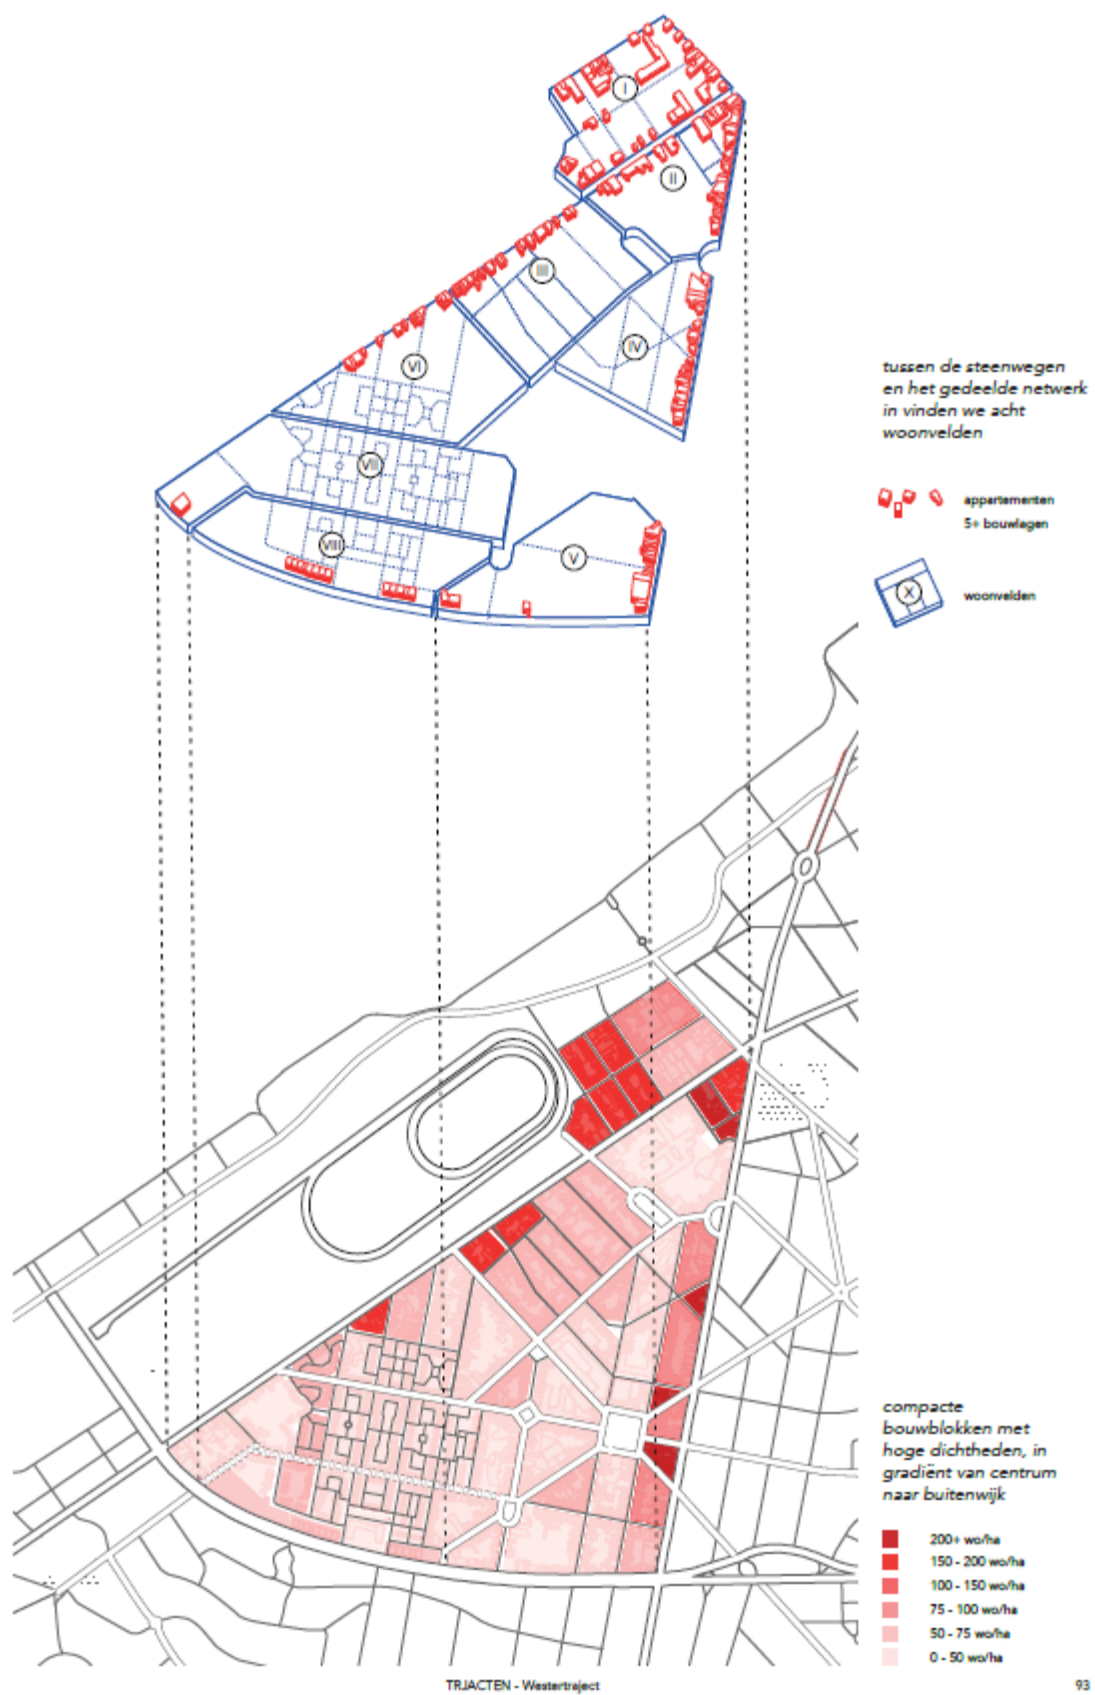 I
II
III
IV
VI
VII
VIII
V
tussen de steenwegen
en het gedeelde netwerk
in vinden we acht
woonvelden
appartementen
5+ bouwlagen
X
woonvelden
compacte
bouwblokken met
hoge dichtheden, in
gradiënt van centrum
naar buitenwijk
200+ wo/ha
150 - 200 wo/ha
100 - 150 wo/ha
75 - 100 wo/ha
50 - 75 wo/ha
0 - 50 wo/ha
TRJACTEN - Westertraject
93